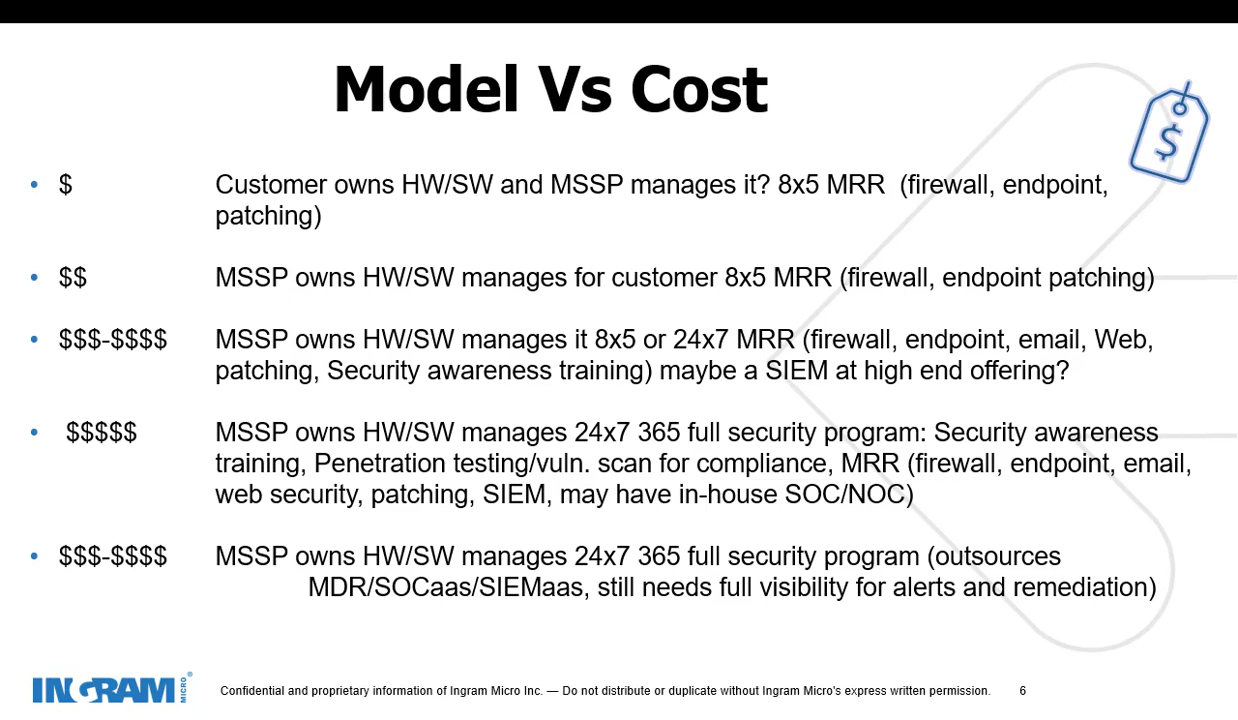 Model Vs Cost
$
• $ Customer owns HW/SW and MSSP manages it? 8x5 MRR (firewall, endpoint,
patching)
• $$ MSSP owns HW/SW manages for customer 8x5 MRR (firewall, endpoint patching)
• $$$-$$$$ MSSP owns HW/SW manages it 8x5 or 24x7 MRR (firewall, endpoint, email, Web,
patching, Security awareness training) maybe a SIEM at high end offering?
• $$$$$ MSSP owns HW/SW manages 24x7 365 full security program: Security awareness
training, Penetration testing/vuln. scan for compliance, MRR (firewall, endpoint, email,
web security, patching, SIEM, may have in-house SOC/NOC)
• $$$-$$$$ MSSP owns HW/SW manages 24x7 365 full security program (outsources
MDR/SOCaas/SIEMaas, still needs full visibility for alerts and remediation)
INGRAM MICRO ® Confidential and proprietary information of Ingram Micro Inc. — Do not distribute or duplicate without Ingram Micro's express written permission. 6